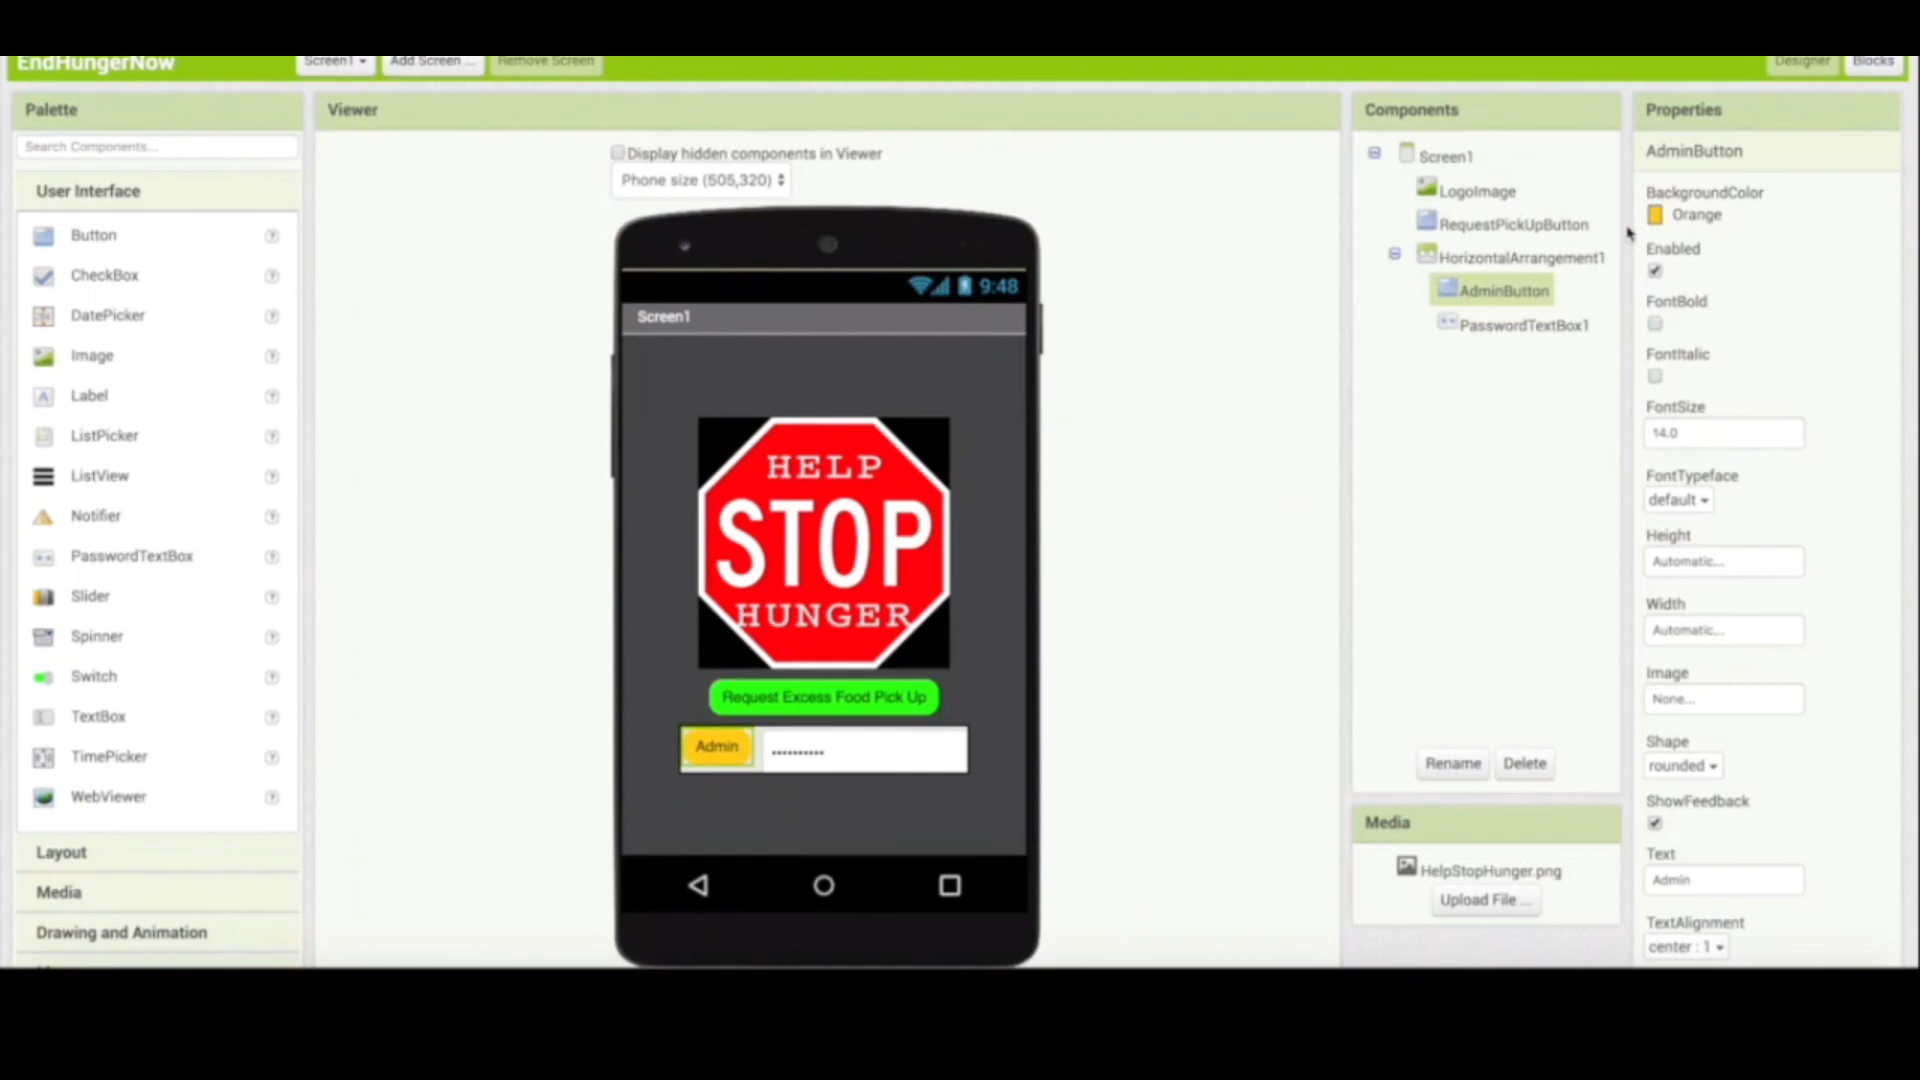 EndHungerNow
Screen1
Add Screen ...
Remove Screen
Designer
Blocks
Palette
Search Components...
User Interface
Button
CheckBox
DatePicker
Image
Label
ListPicker
ListView
Notifier
PasswordTextBox
Slider
Spinner
Switch
TextBox
TimePicker
WebViewer
Layout
Media
Drawing and Animation
Viewer
Display hidden components in Viewer
Phone size (505,320)
9:48
Screen1
HELP
STOP
HUNGER
Request Excess Food Pick Up
Admin
Components
Screen1
LogoImage
RequestPickUpButton
HorizontalArrangement1
AdminButton
PasswordTextBox1
Rename
Delete
Media
HelpStopHunger.png
Upload File ...
Properties
AdminButton
BackgroundColor
Orange
Enabled
FontBold
FontItalic
FontSize
14.0
FontTypeface
default
Height
Automatic...
Width
Automatic...
Image
None...
Shape
rounded
ShowFeedback
Text
Admin
TextAlignment
center : 1